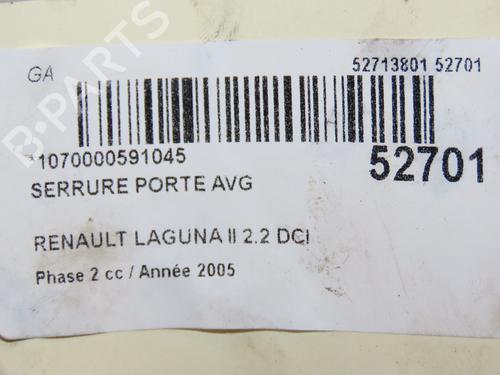 GA
52713801 52701
*1070000591045
52701
SERRURE PORTE AVG
RENAULT LAGUNA II 2.2 DCI
Phase 2 cc / Année 2005
B-PARTS